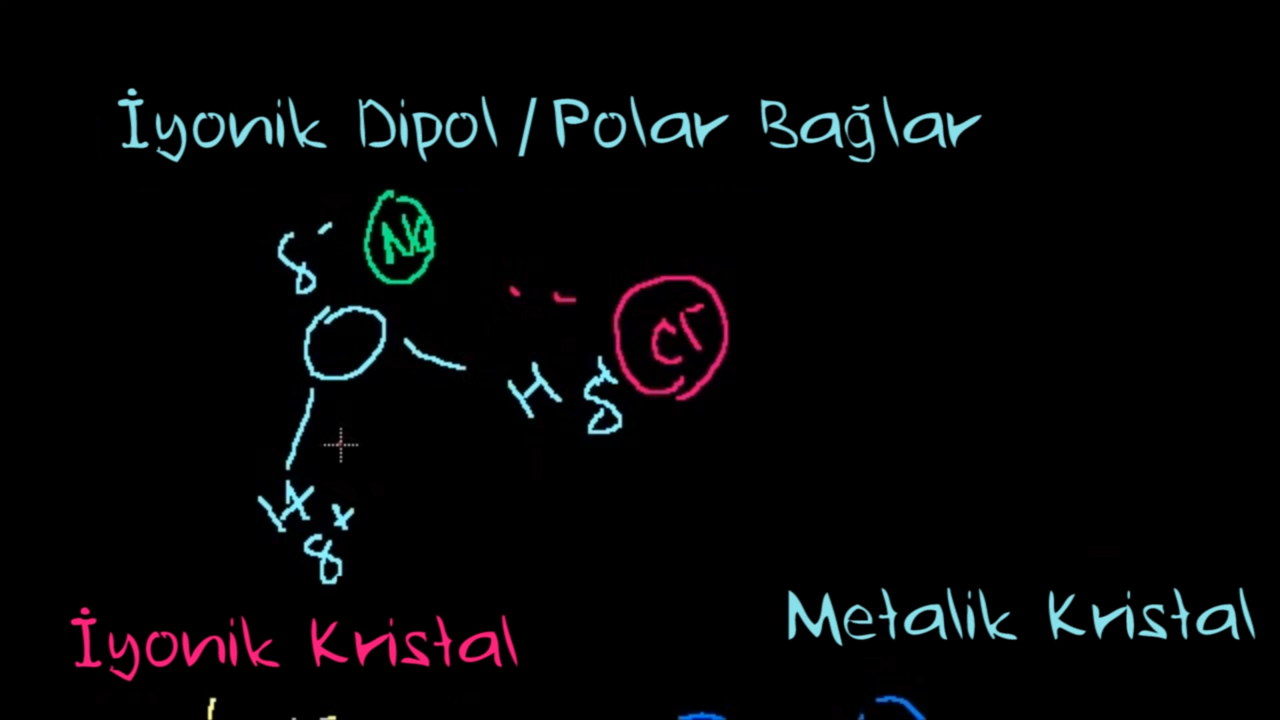 İyonik Dipol / Polar Bağlar
δ⁻ Na
O
Cl⁻
H δ⁺
H
δ⁺
İyonik Kristal
Metalik Kristal